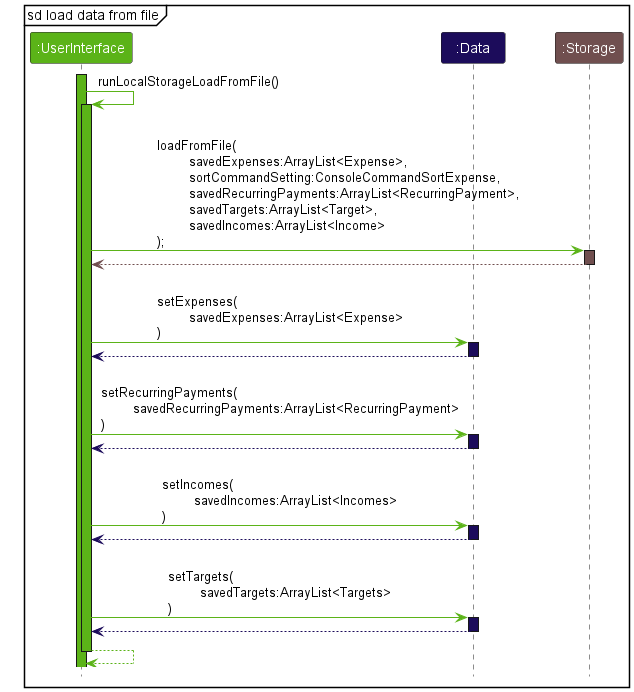 sd load data from file
:UserInterface
:Data
:Storage
runLocalStorageLoadFromFile()
loadFromFile(
savedExpenses:ArrayList<Expense>,
sortCommandSetting:ConsoleCommandSortExpense,
savedRecurringPayments:ArrayList<RecurringPayment>,
savedTargets:ArrayList<Target>,
savedIncomes:ArrayList<Income>
);
setExpenses(
savedExpenses:ArrayList<Expense>
)
setRecurringPayments(
savedRecurringPayments:ArrayList<RecurringPayment>
)
setIncomes(
savedIncomes:ArrayList<Incomes>
)
setTargets(
savedTargets:ArrayList<Targets>
)